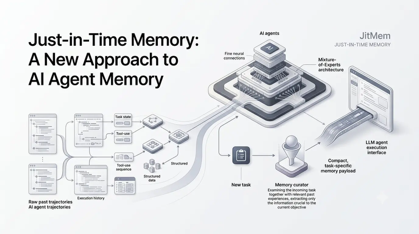 Just-in-Time Memory:
A New Approach to
AI Agent Memory
JitMem
JUST-IN-TIME MEMORY
AI agents
Fine neural
connections
Mixture-
of-Experts
architecture
Task state
Tool use
Tool use
sequence
Structured
data
Structured
Raw past trajectories
AI agent trajectories
Execution history
New task
Memory curator
Examining the incoming task
together with relevant past
experiences, extracting only
the information crucial to the
current objective
Compact,
task-specific
memory
payload
LLM agent
execution
interface